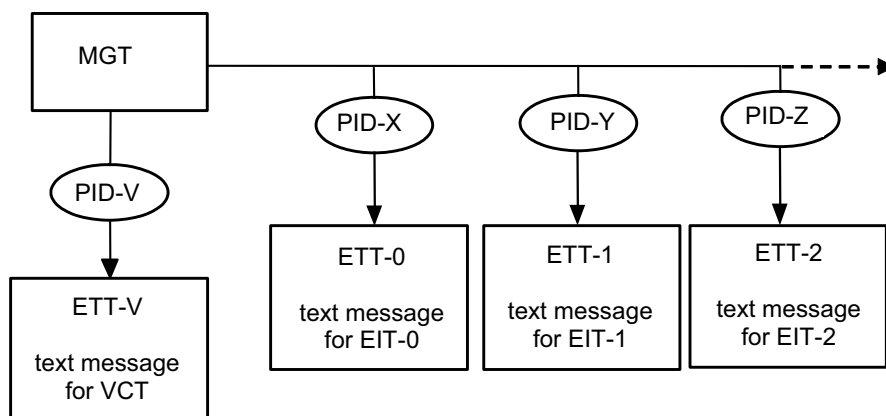 MGT
PID-X
PID-Y
PID-Z
PID-V
ETT-0
text message
for EIT-0
ETT-1
text message
for EIT-1
ETT-2
text message
for EIT-2
ETT-V
text message
for VCT